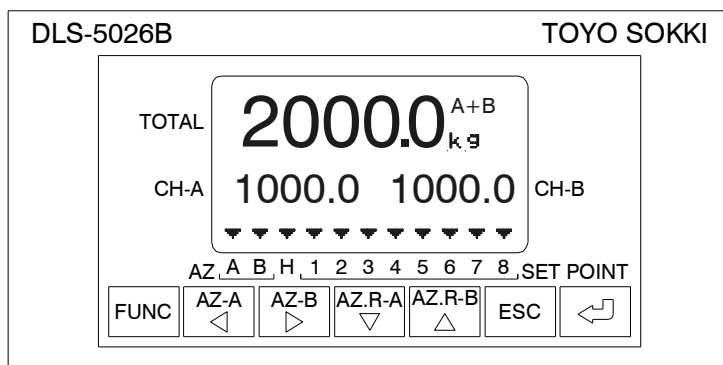 DLS-5026B TOYO SOKKI
TOTAL 2000.0 A+B kg
CH-A 1000.0 1000.0 CH-B
AZ A B H 1 2 3 4 5 6 7 8 SET POINT
FUNC AZ-A AZ-B AZ.R-A AZ.R-B ESC